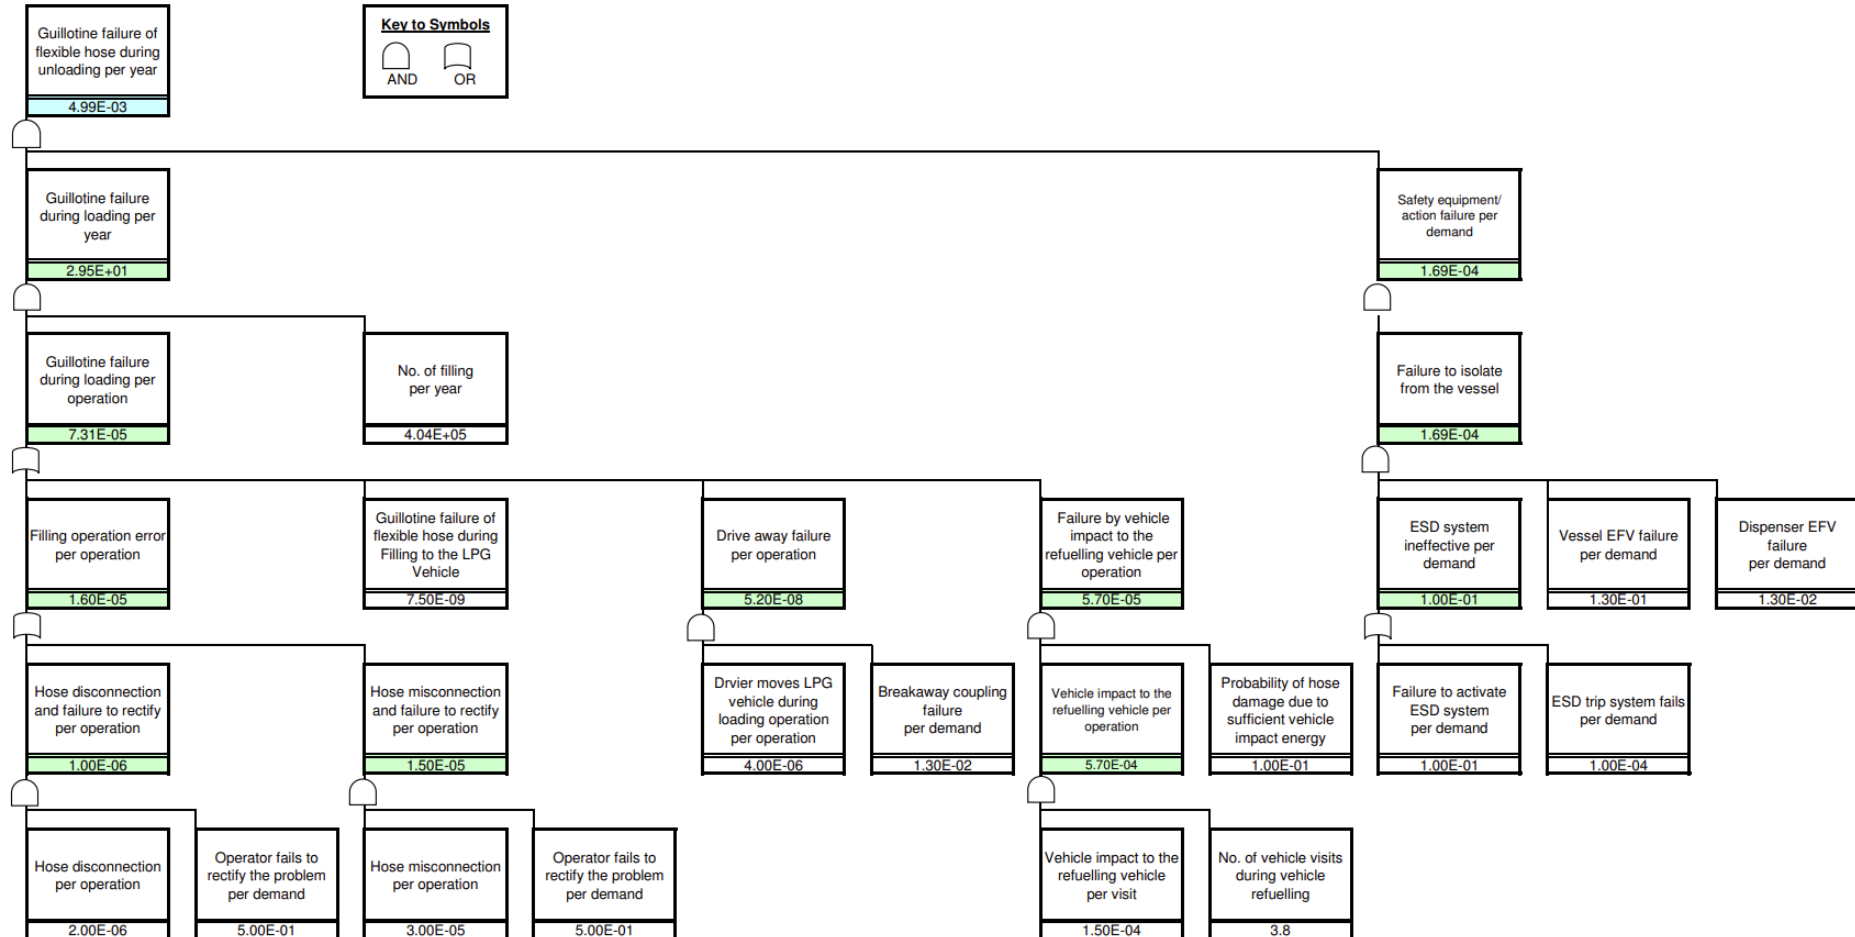 Guillotine failure of
flexible hose during
unloading per year
4.99E-03
Key to Symbols
AND
OR
Guillotine failure
during loading per
year
2.95E+01
Safety equipment/
action failure per
demand
1.69E-04
Guillotine failure
during loading per
operation
7.31E-05
No. of filling
per year
4.04E+05
Failure to isolate
from the vessel
1.69E-04
Filling operation error
per operation
1.60E-05
Guillotine failure of
flexible hose during
Filling to the LPG
Vehicle
7.50E-09
Drive away failure
per operation
5.20E-08
Failure by vehicle
impact to the
refuelling vehicle per
operation
5.70E-05
ESD system
ineffective per
demand
1.00E-01
Vessel EFV failure
per demand
1.30E-01
Dispenser EFV
failure
per demand
1.30E-02
Hose disconnection
and failure to rectify
per operation
1.00E-06
Hose misconnection
and failure to rectify
per operation
1.50E-05
Drvier moves LPG
vehicle during
loading operation
per operation
4.00E-06
Breakaway coupling
failure
per demand
1.30E-02
Vehicle impact to the
refuelling vehicle per
operation
5.70E-04
Probability of hose
damage due to
sufficient vehicle
impact energy
1.00E-01
Failure to activate
ESD system
per demand
1.00E-01
ESD trip system fails
per demand
1.00E-04
Hose disconnection
per operation
2.00E-06
Operator fails to
rectify the problem
per demand
5.00E-01
Hose misconnection
per operation
3.00E-05
Operator fails to
rectify the problem
per demand
5.00E-01
Vehicle impact to the
refuelling vehicle
per visit
1.50E-04
No. of vehicle visits
during vehicle
refuelling
3.8